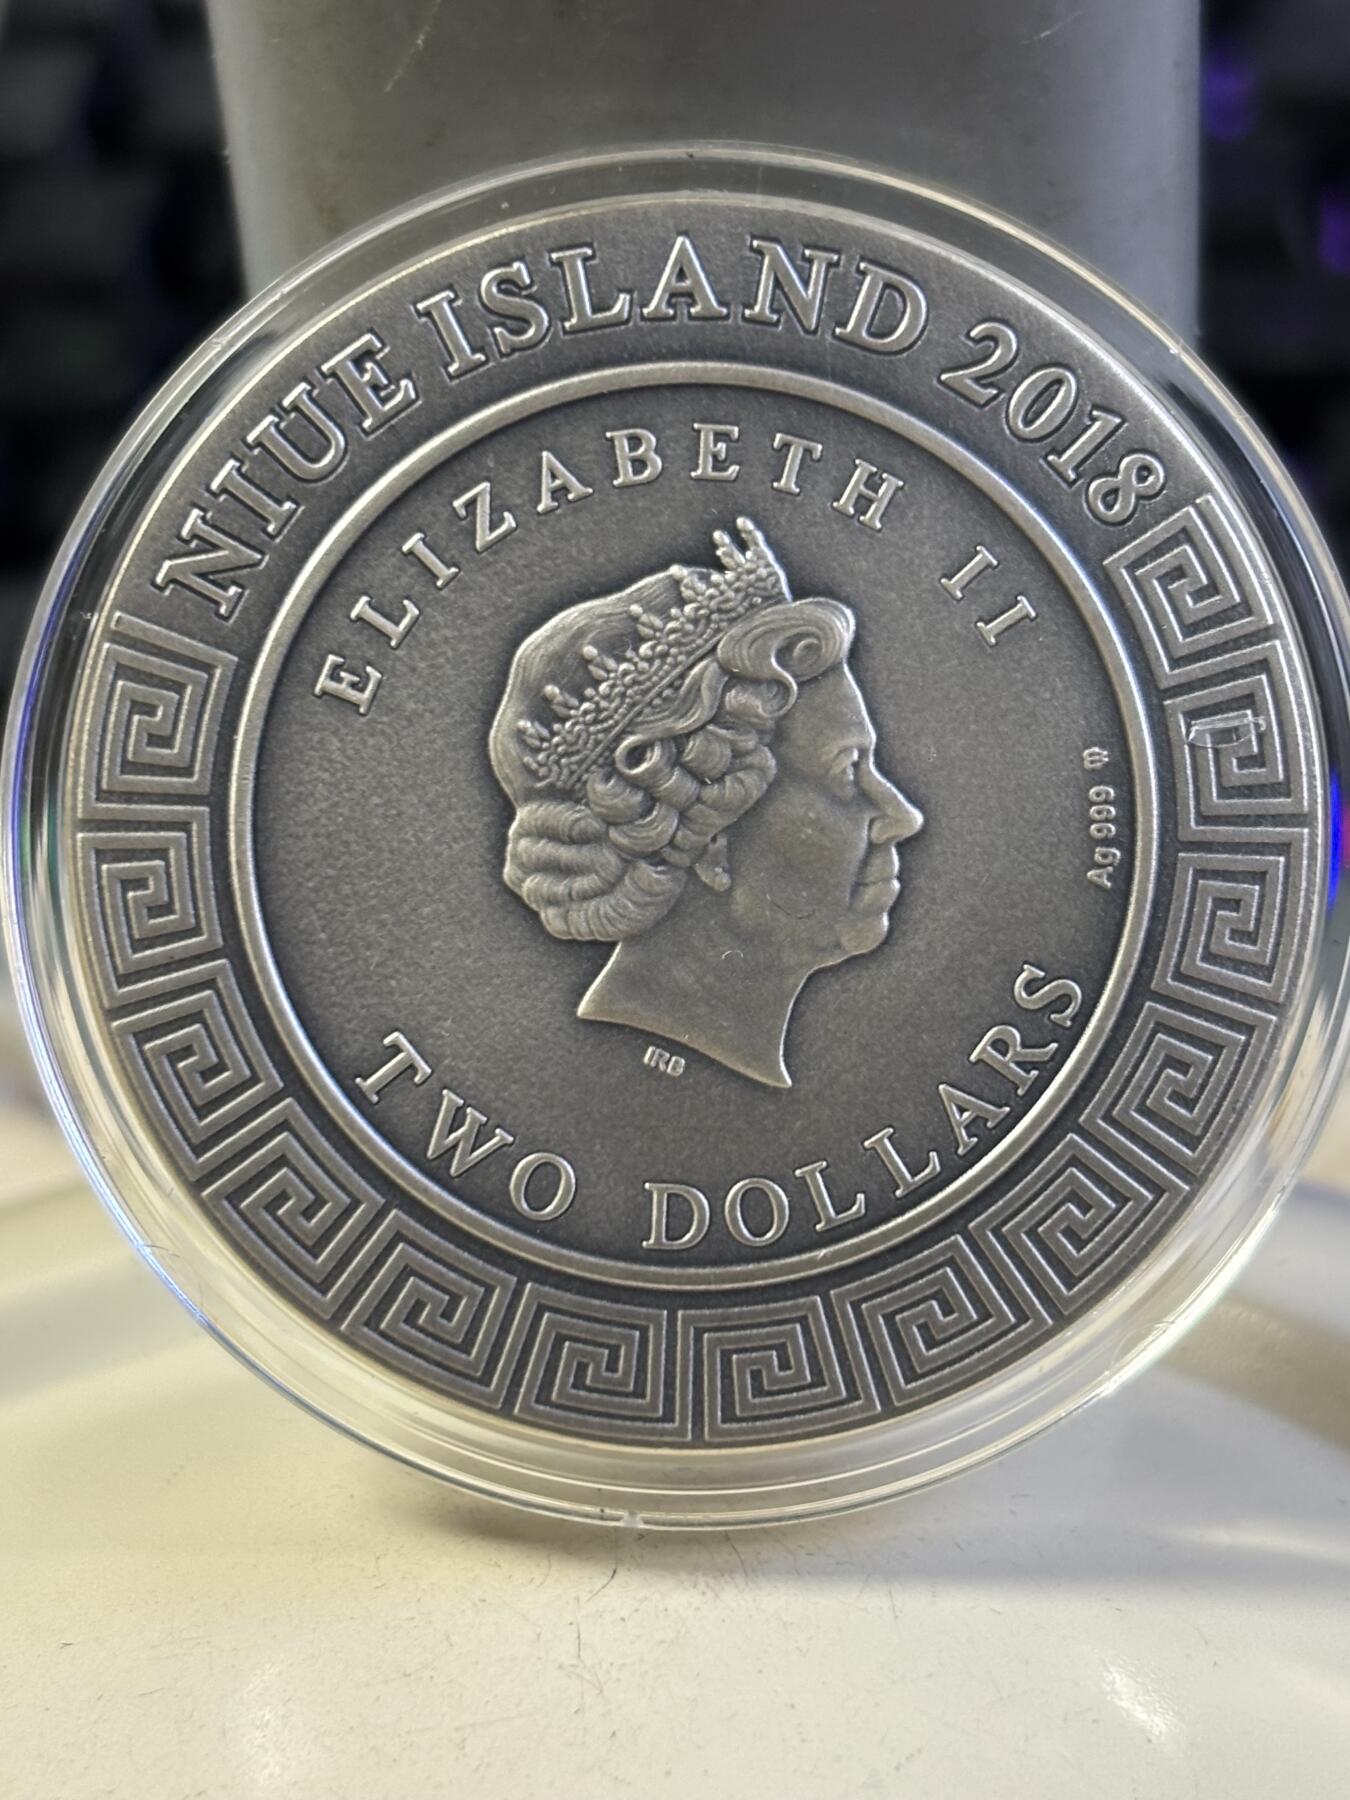 NIUE ISLAND 2018
ELIZABETH II
Ag 999
IRB
TWO DOLLARS